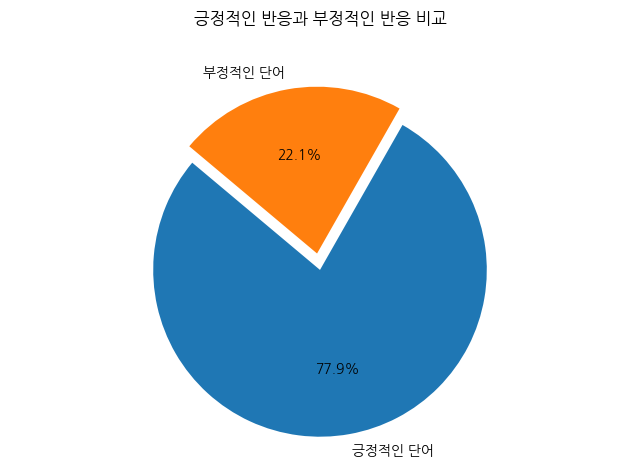 긍정적인 반응과 부정적인 반응 비교
부정적인 단어
22.1%
77.9%
긍정적인 단어